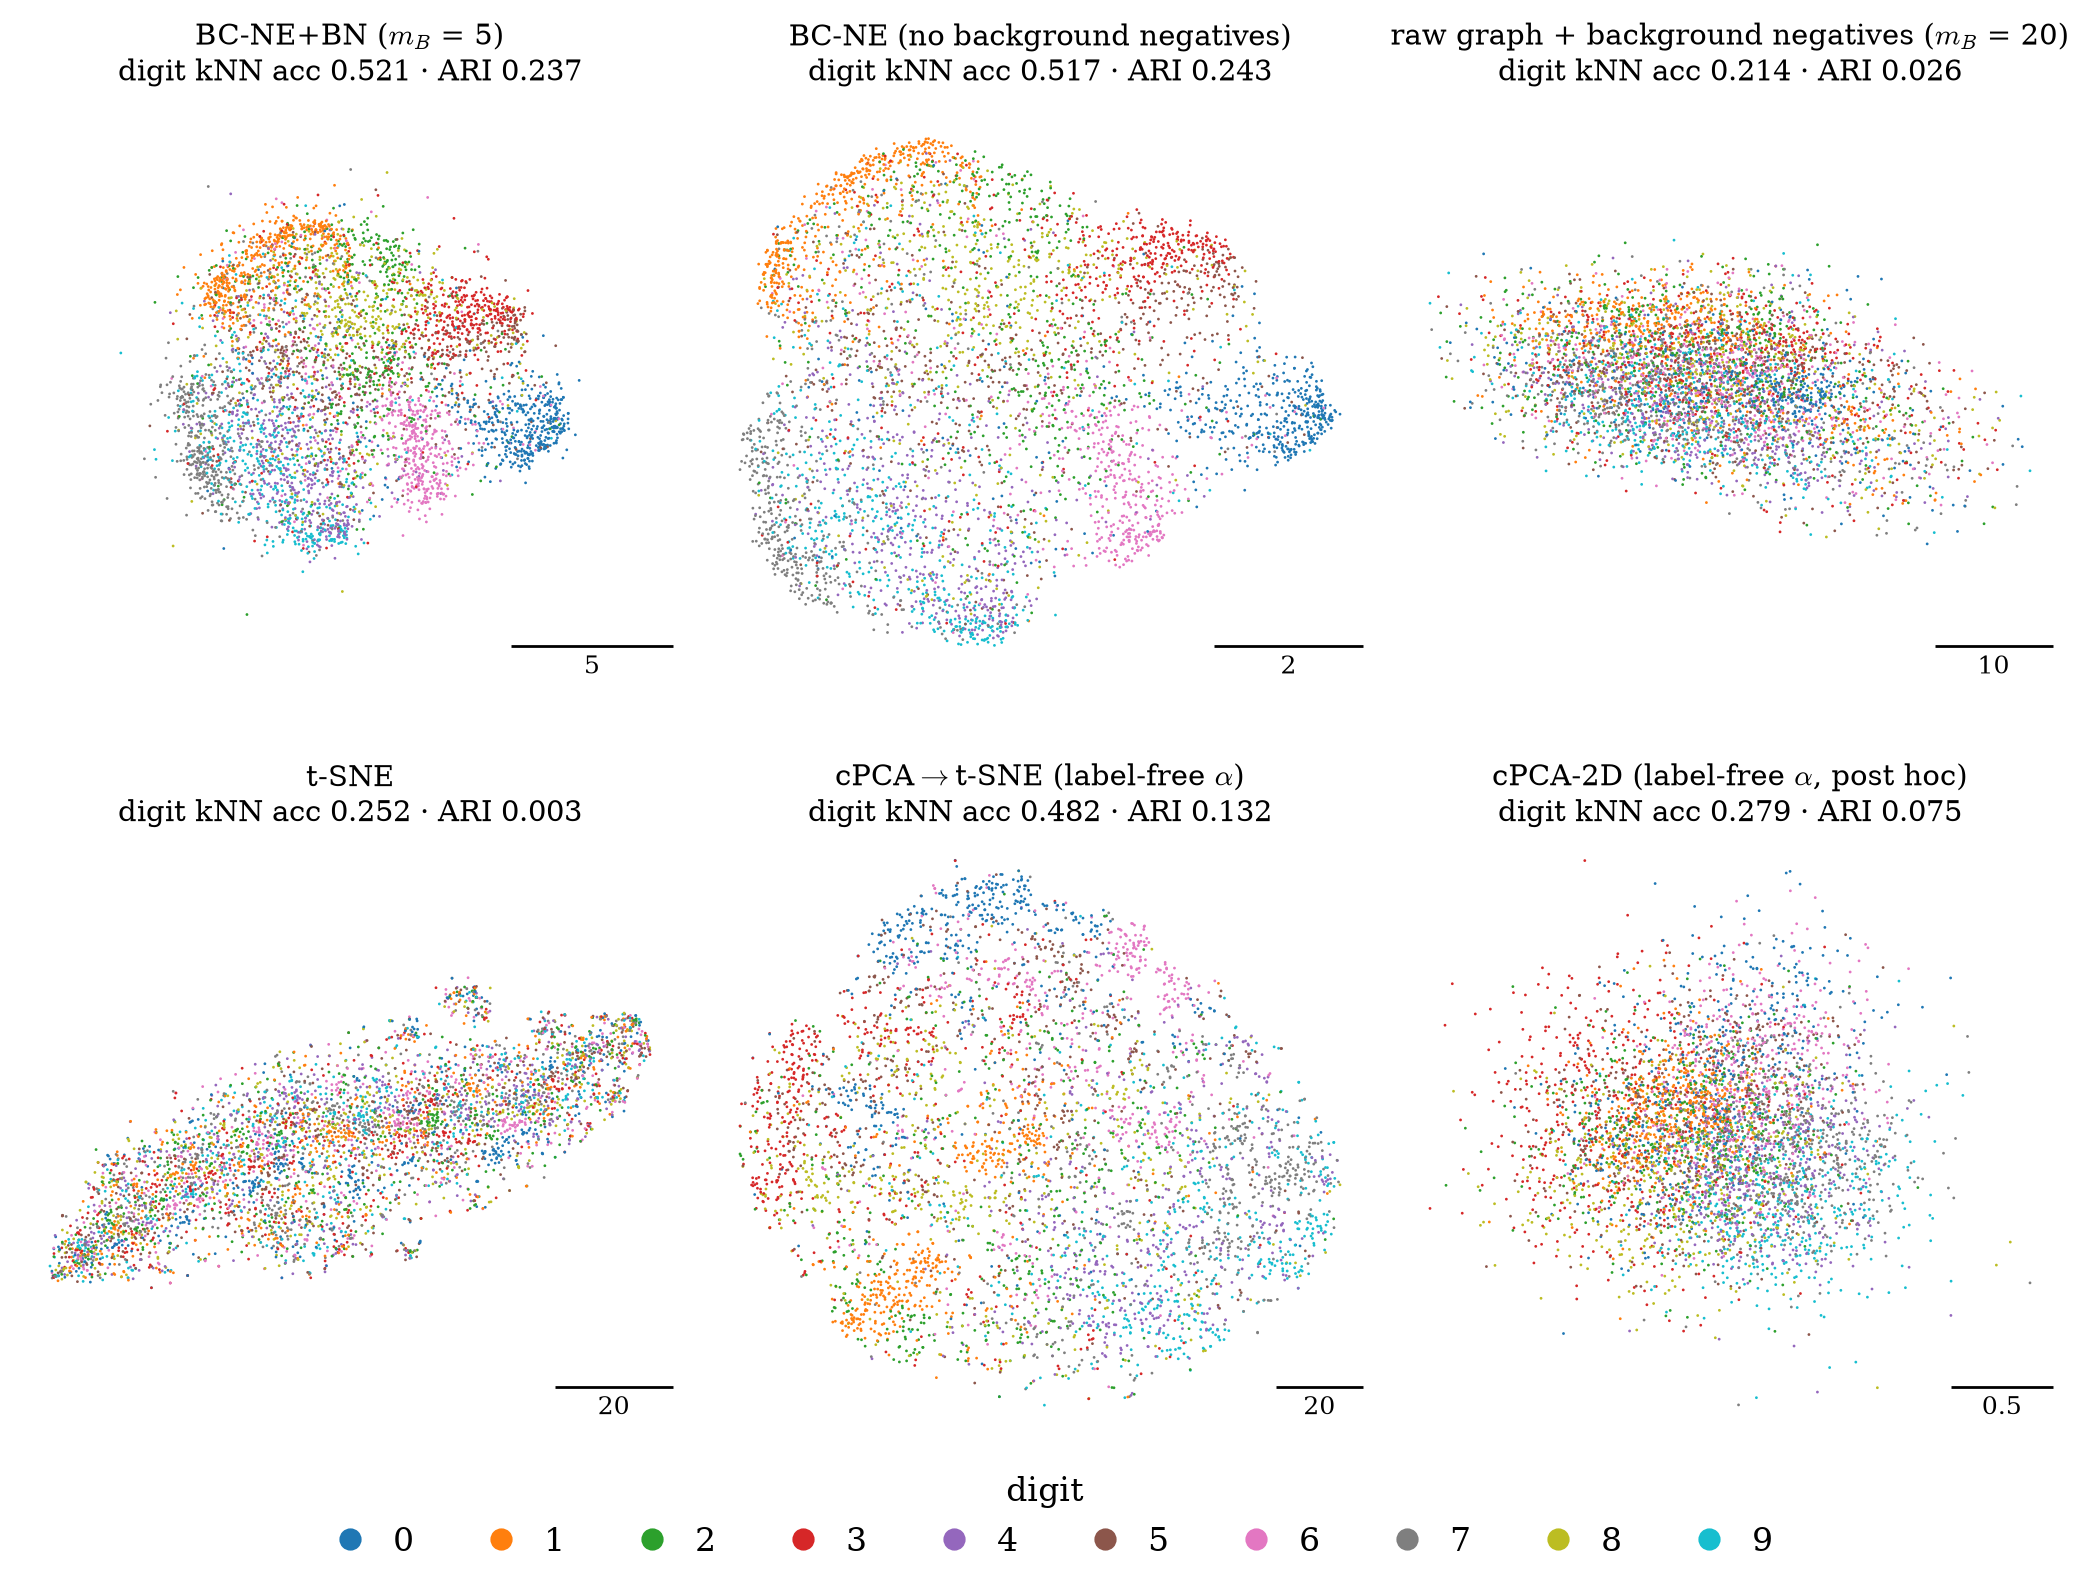 BC-NE+BN (m_B = 5)
digit kNN acc 0.521 · ARI 0.237
BC-NE (no background negatives)
digit kNN acc 0.517 · ARI 0.243
raw graph + background negatives (m_B = 20)
digit kNN acc 0.214 · ARI 0.026
5
2
10
t-SNE
digit kNN acc 0.252 · ARI 0.003
cPCA→t-SNE (label-free α)
digit kNN acc 0.482 · ARI 0.132
cPCA-2D (label-free α, post hoc)
digit kNN acc 0.279 · ARI 0.075
20
20
0.5
digit
0 1 2 3 4 5 6 7 8 9